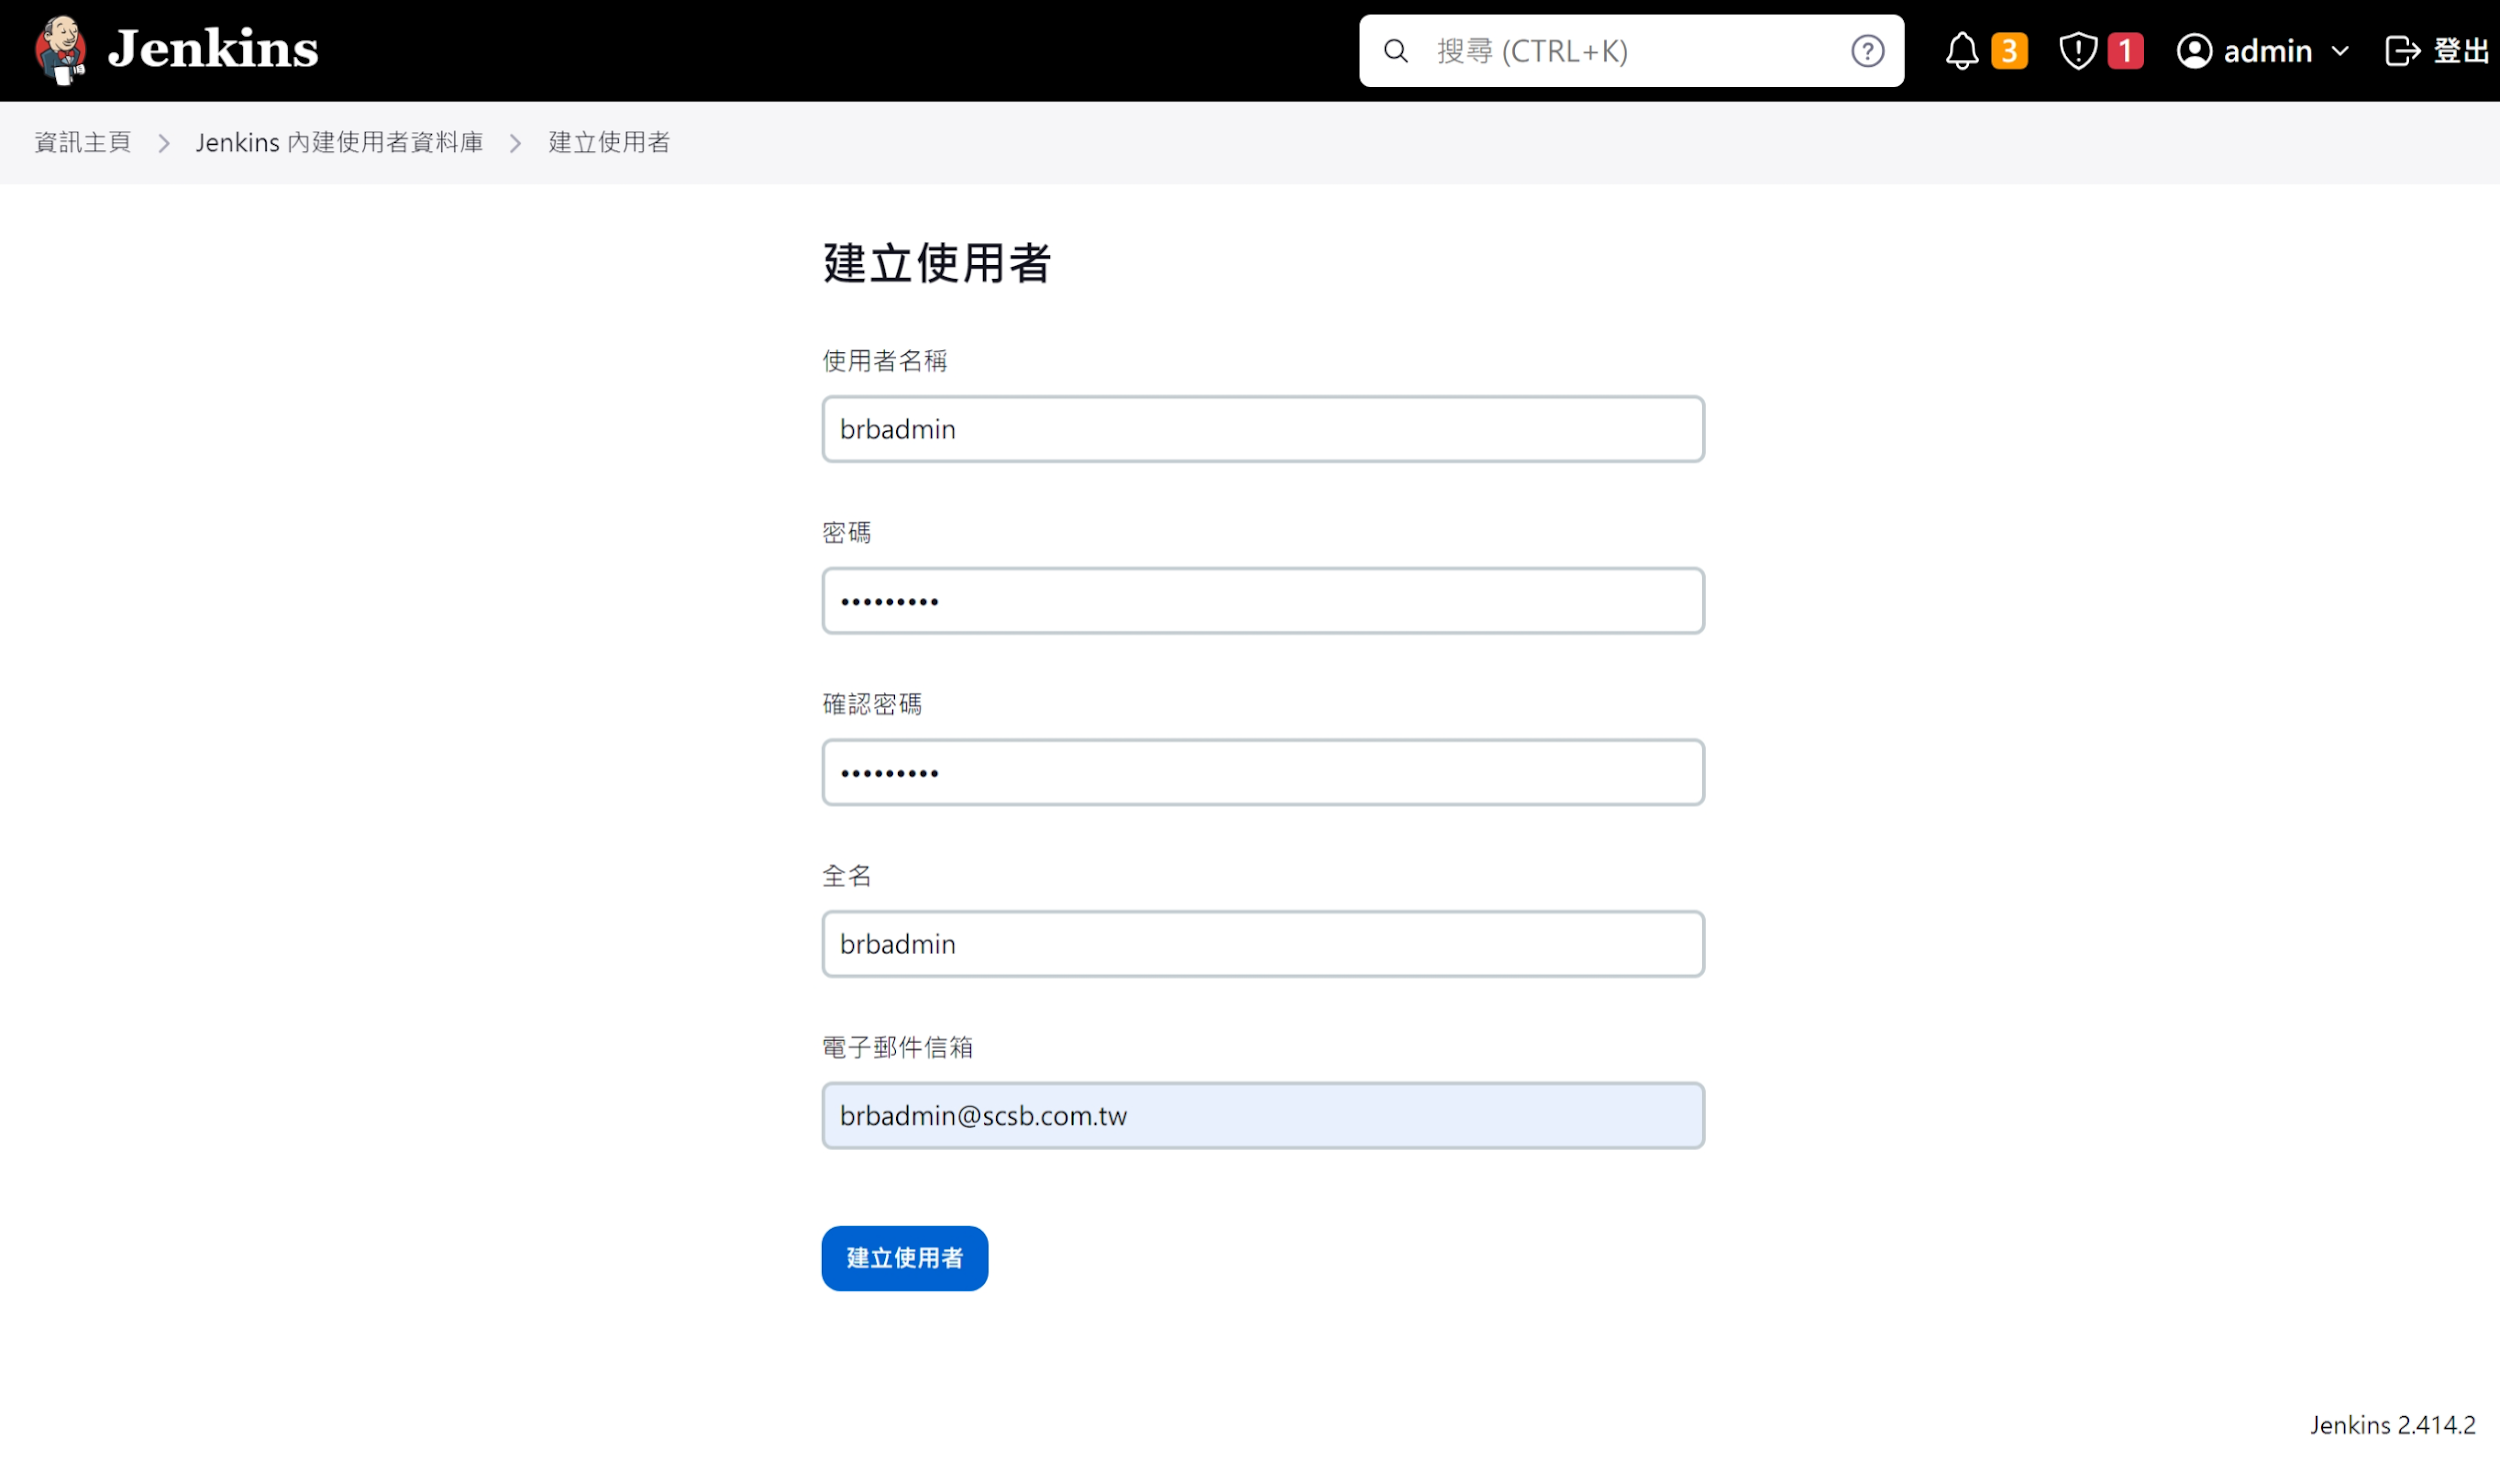 Jenkins
搜尋 (CTRL+K)
3
1
admin
登出
資訊主頁 > Jenkins 內建使用者資料庫 > 建立使用者
建立使用者
使用者名稱
brbadmin
密碼
•••••••••
確認密碼
•••••••••
全名
brbadmin
電子郵件信箱
brbadmin@scsb.com.tw
建立使用者
Jenkins 2.414.2